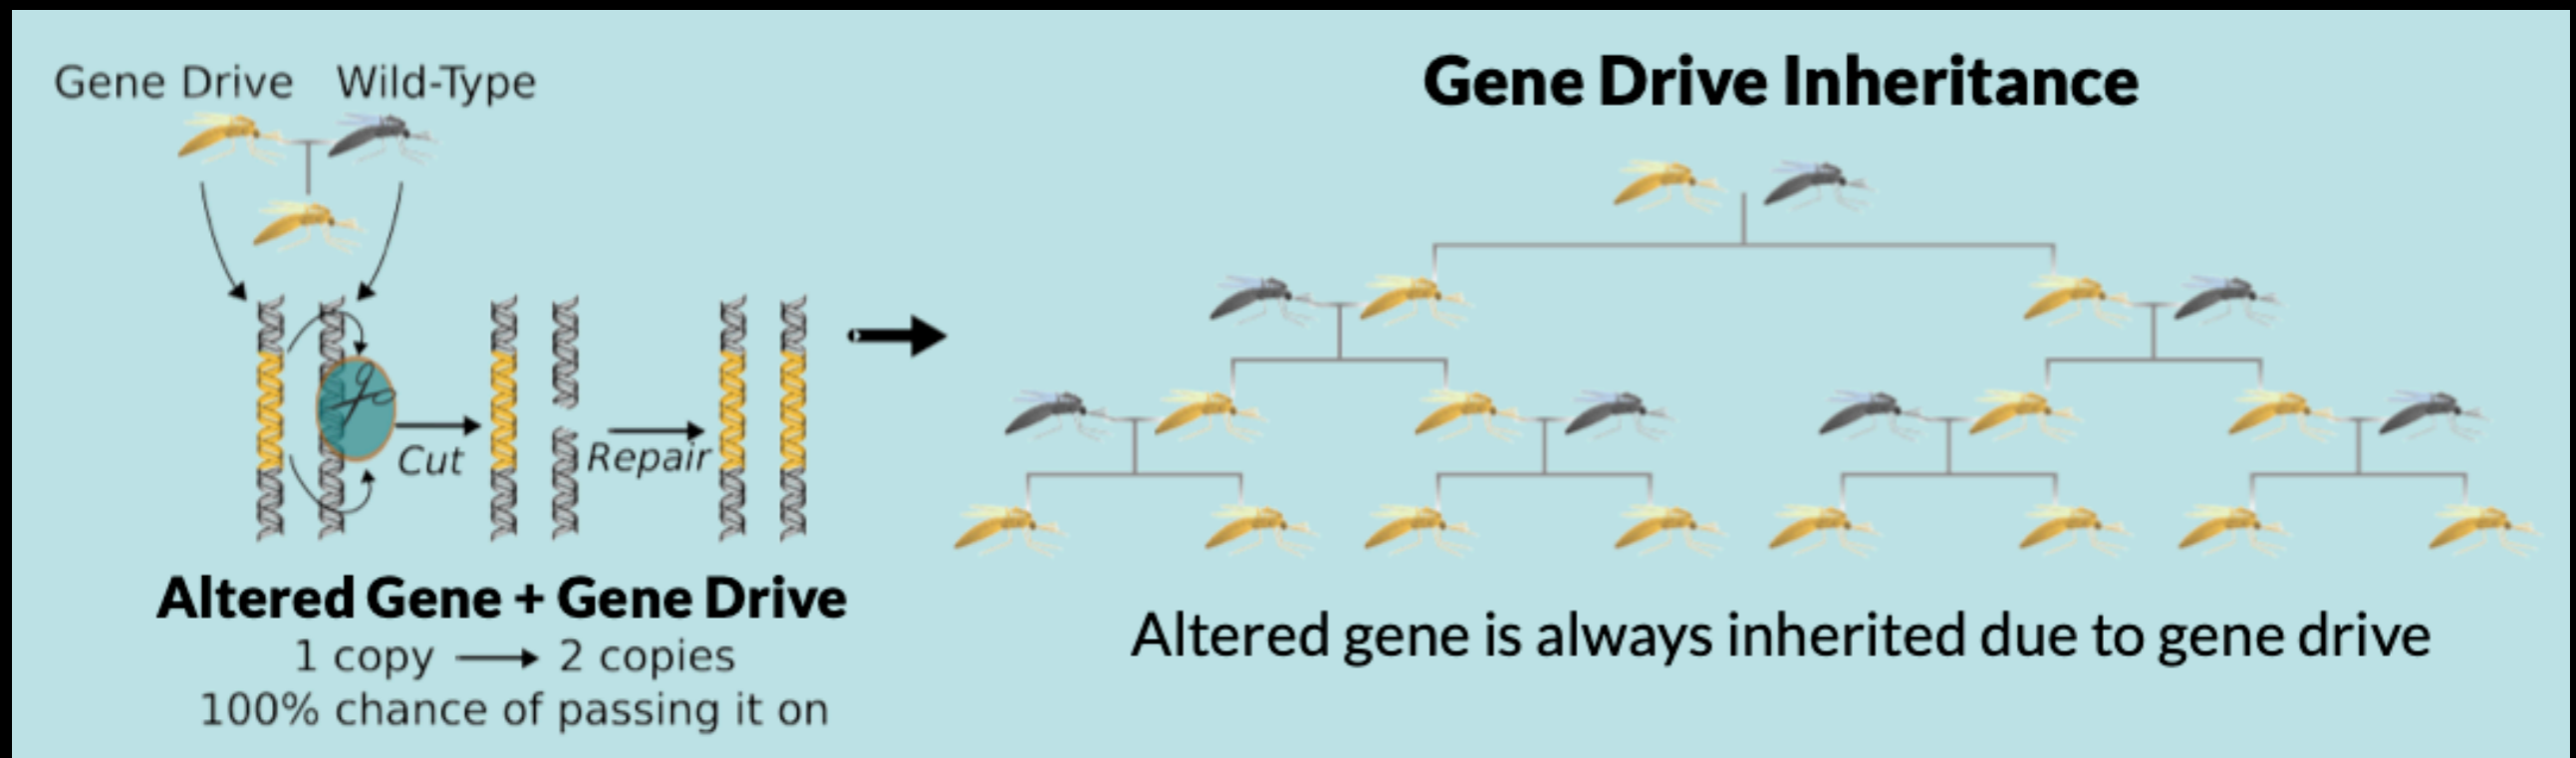 Gene Drive Wild-Type
Cut
Repair
Altered Gene + Gene Drive
1 copy → 2 copies
100% chance of passing it on
Gene Drive Inheritance
Altered gene is always inherited due to gene drive